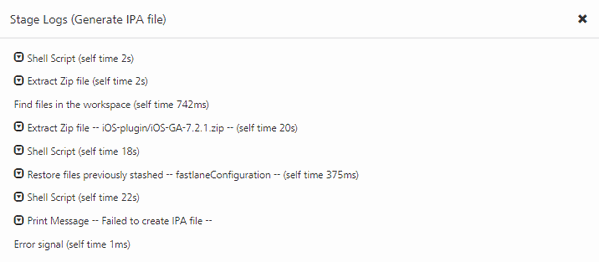 Stage Logs (Generate IPA file)
Shell Script (self time 2s)
Extract Zip file (self time 2s)
Find files in the workspace (self time 742ms)
Extract Zip file -- iOS-plugin/iOS-GA-7.2.1.zip -- (self time 20s)
Shell Script (self time 18s)
Restore files previously stashed -- fastlaneConfiguration -- (self time 375ms)
Shell Script (self time 22s)
Print Message -- Failed to create IPA file --
Error signal (self time 1ms)